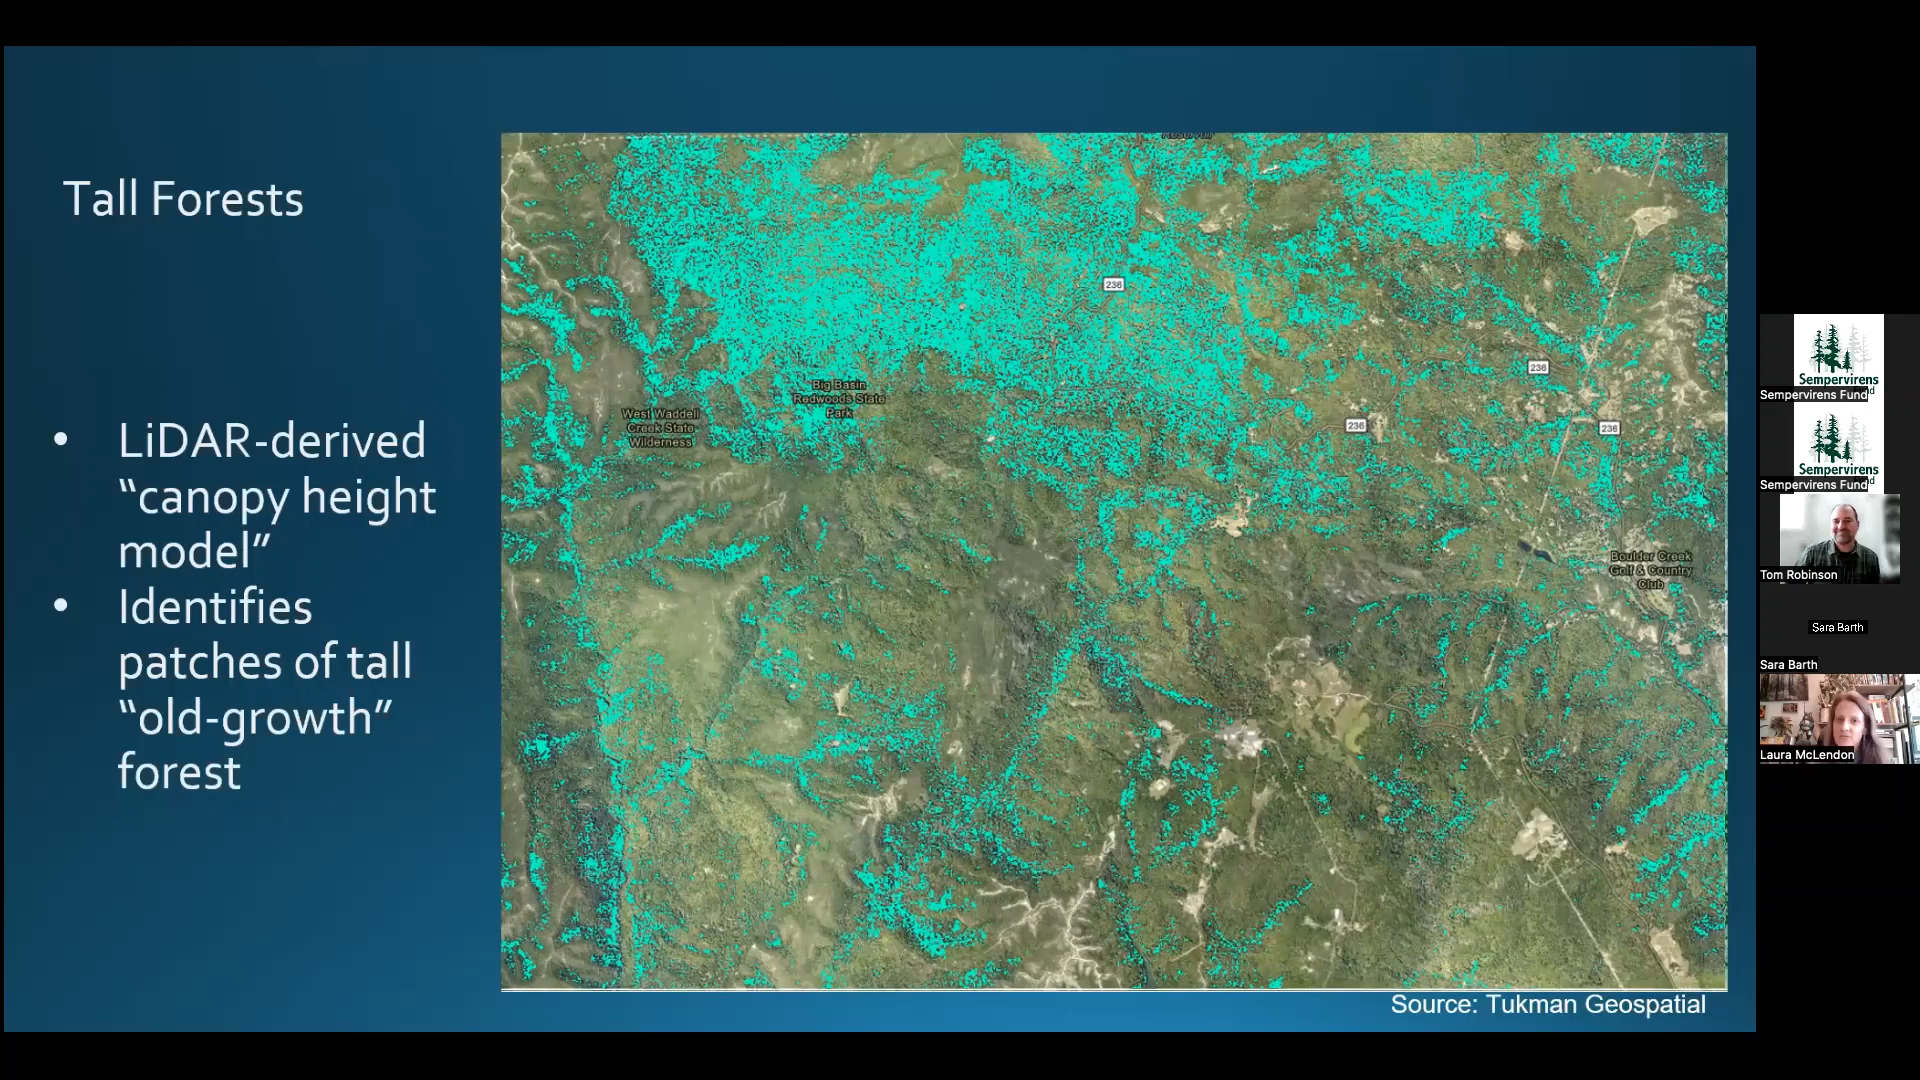 Tall Forests
• LiDAR-derived
“canopy height
model”
• Identifies
patches of tall
“old-growth”
forest
Reservoir
236
236
236
236
Big Basin
Redwoods State
Park
West Waddell
Creek State
Wilderness
Boulder Creek
Golf & Country
Club
Source: Tukman Geospatial
Sempervirens
Sempervirens Fund
Sempervirens
Sempervirens Fund
Tom Robinson
Sara Barth
Sara Barth
Laura McLendon